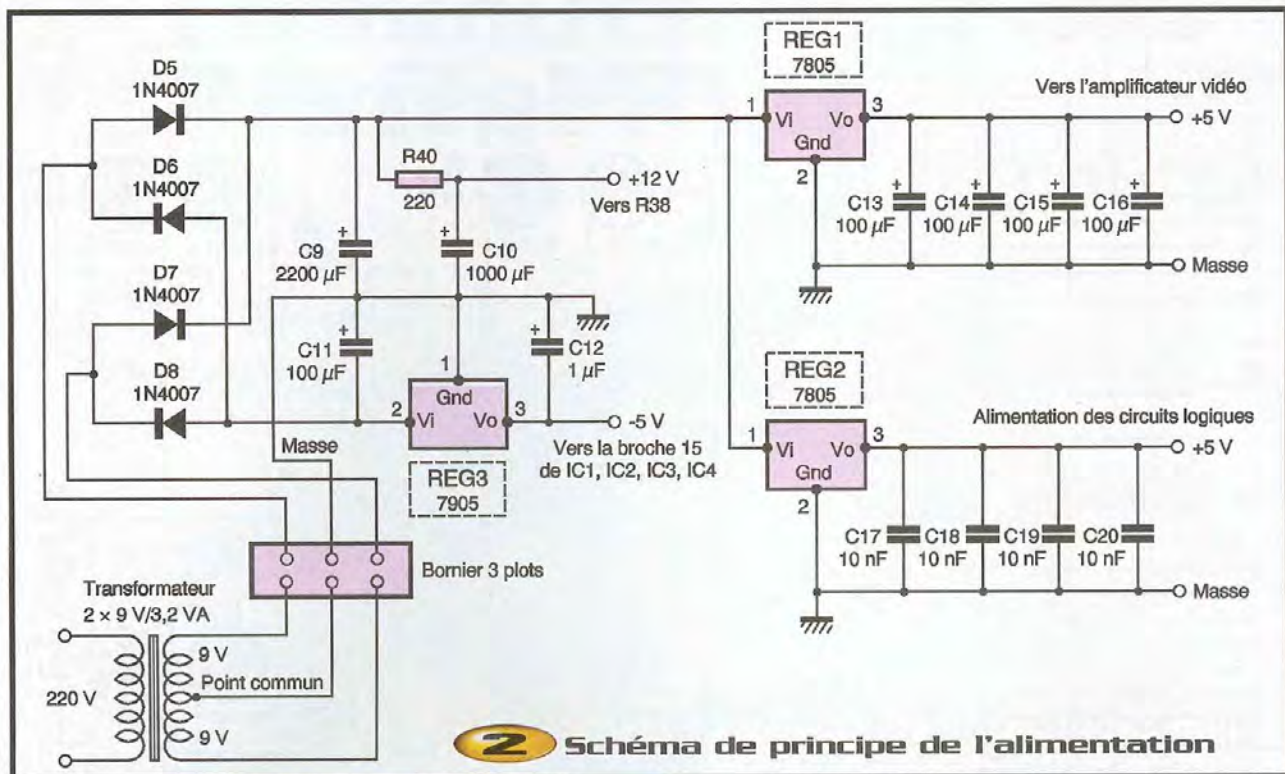 D5
1N4007
D6
1N4007
D7
1N4007
D8
1N4007
R40
220
+12 V
Vers R38
+
C9
2200 µF
+
C10
1000 µF
+
C11
100 µF
+
C12
1 µF
1
Gnd
2
Vi
Vo
3
-5 V
Vers la broche 15
de IC1, IC2, IC3, IC4
REG3
7905
Masse
Bornier 3 plots
Transformateur
2 × 9 V/3,2 VA
220 V
9 V
Point commun
9 V
REG1
7805
1
Vi
Vo
3
Gnd
2
Vers l'amplificateur vidéo
+5 V
+
C13
100 µF
+
C14
100 µF
+
C15
100 µF
+
C16
100 µF
Masse
REG2
7805
1
Vi
Vo
3
Gnd
2
Alimentation des circuits logiques
+5 V
C17
10 nF
C18
10 nF
C19
10 nF
C20
10 nF
Masse
2 Schéma de principe de l'alimentation